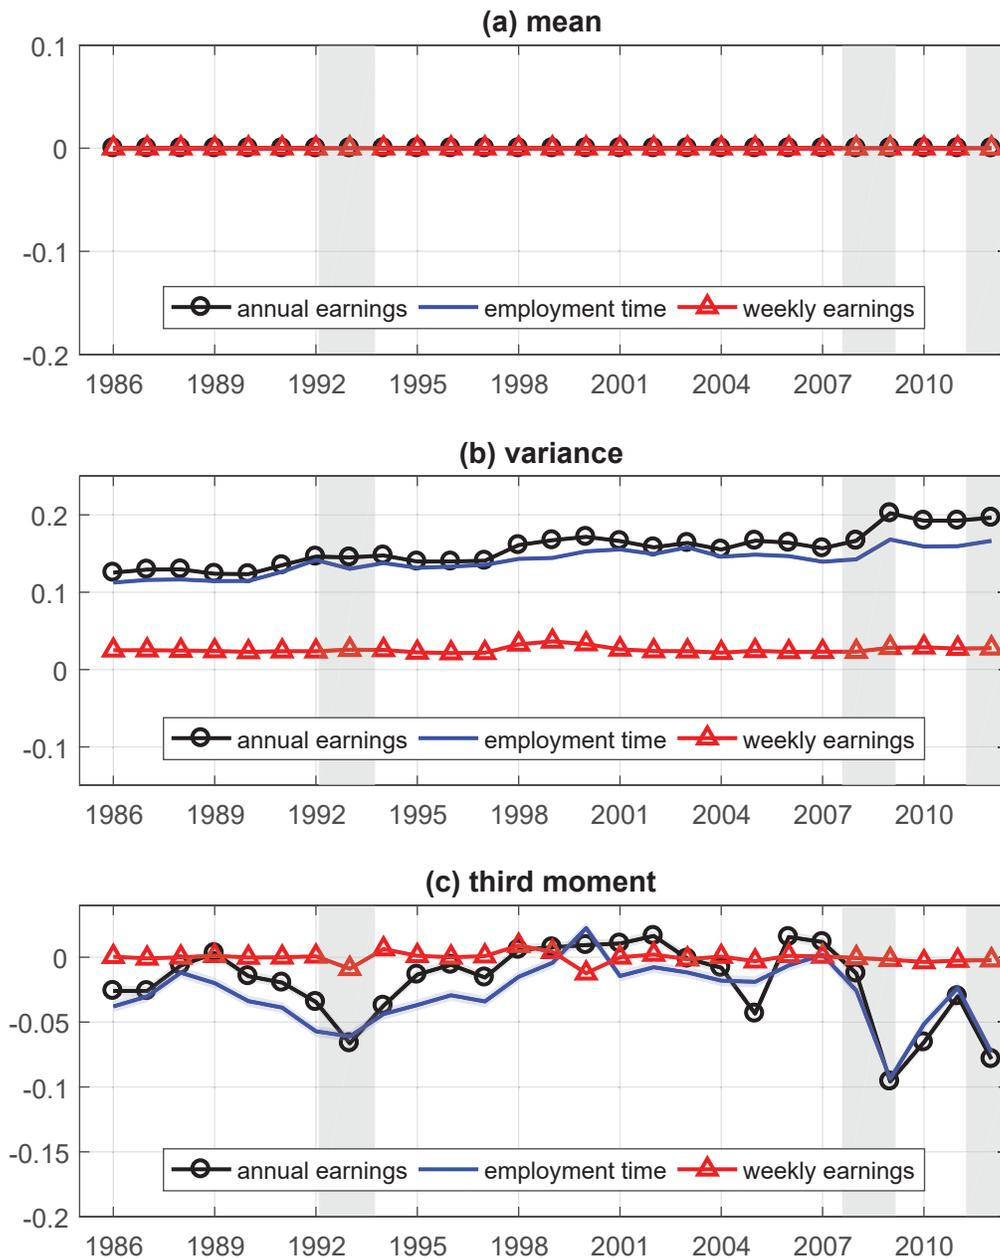 (a) mean
0.1
0
-0.1
-0.2
annual earnings employment time weekly earnings
1986 1989 1992 1995 1998 2001 2004 2007 2010
(b) variance
0.2
0.1
0
-0.1
annual earnings employment time weekly earnings
1986 1989 1992 1995 1998 2001 2004 2007 2010
(c) third moment
0
-0.05
-0.1
-0.15
annual earnings employment time weekly earnings
-0.2
1986 1989 1992 1995 1998 2001 2004 2007 2010